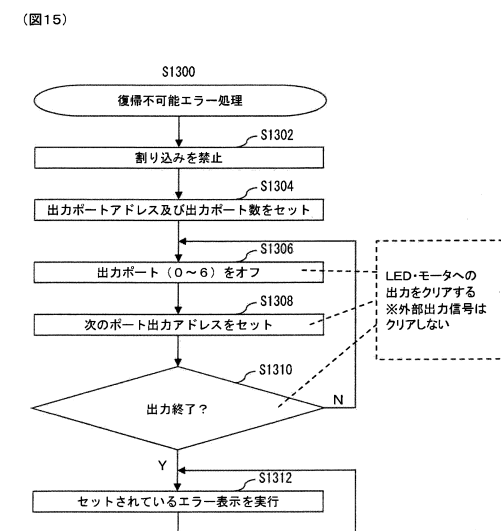 （図１５）
S1300
復帰不可能エラー処理
S1302
割り込みを禁止
S1304
出力ポートアドレス及び出力ポート数をセット
S1306
出力ポート（０～６）をオフ
LED・モータへの
出力をクリアする
※外部出力信号は
クリアしない
S1308
次のポート出力アドレスをセット
S1310
出力終了？
N
Y
S1312
セットされているエラー表示を実行